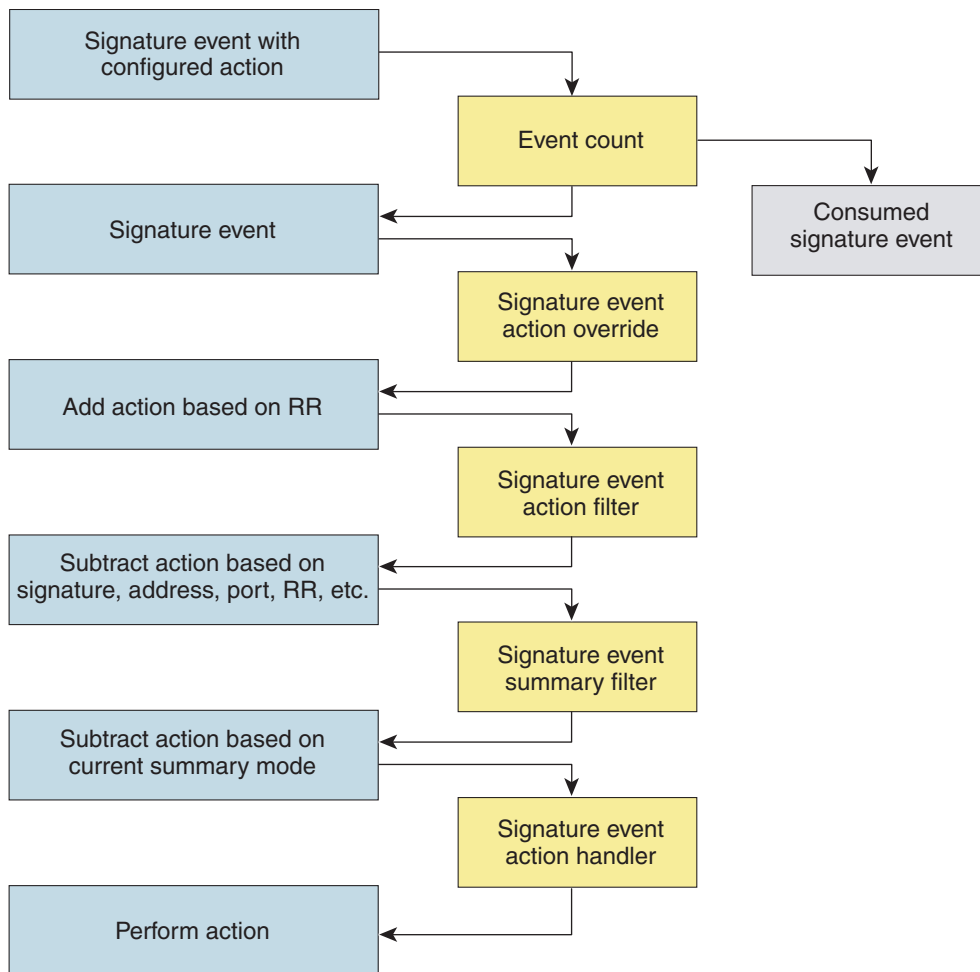 Signature event with
configured action
Event count
Consumed
signature event
Signature event
Signature event
action override
Add action based on RR
Signature event
action filter
Subtract action based on
signature, address, port, RR, etc.
Signature event
summary filter
Subtract action based on
current summary mode
Signature event
action handler
Perform action